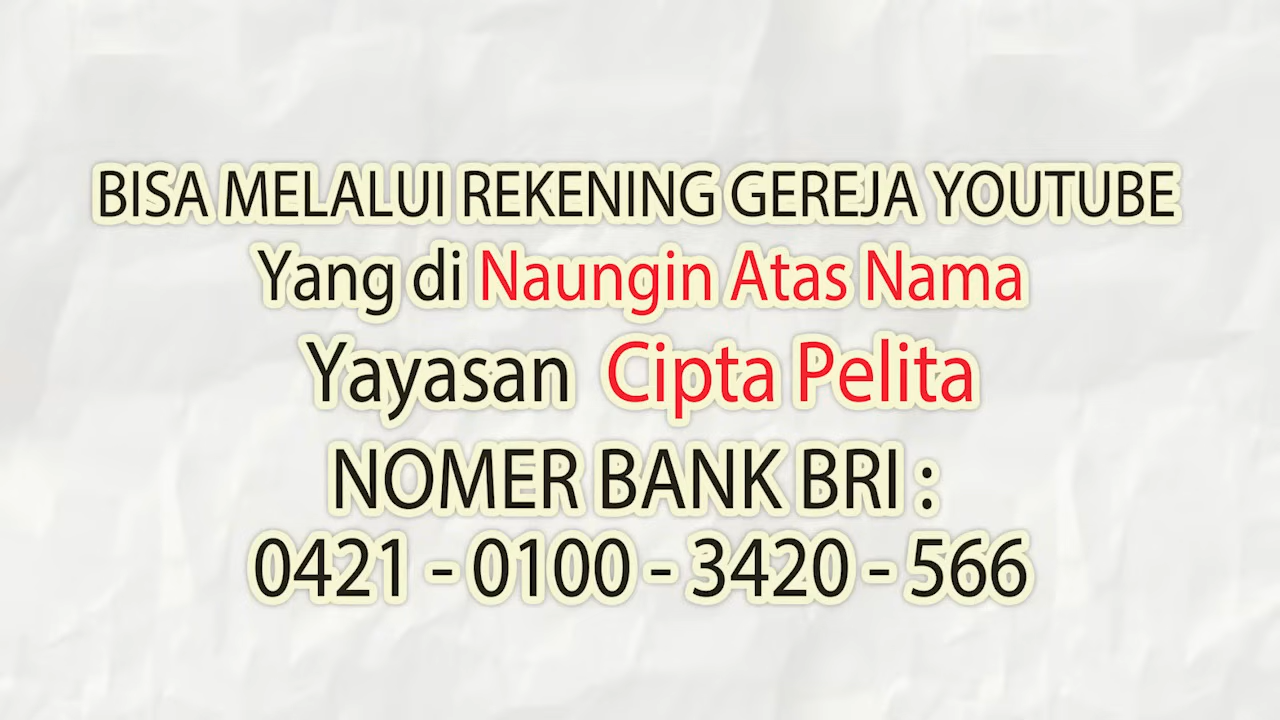 BISA MELALUI REKENING GEREJA YOUTUBE
Yang di Naungin Atas Nama
Yayasan Cipta Pelita
NOMER BANK BRI :
0421 - 0100 - 3420 - 566